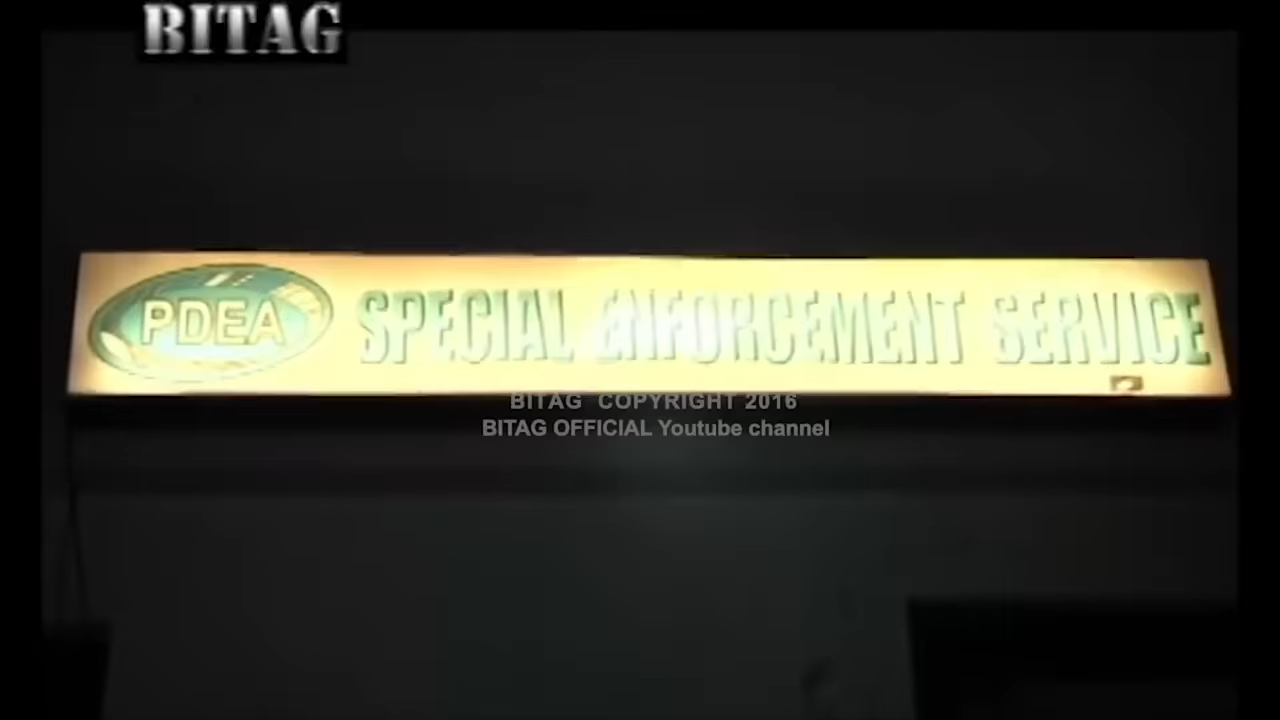 BITAG
PDEA SPECIAL ENFORCEMENT SERVICE
BITAG COPYRIGHT 2016
BITAG OFFICIAL Youtube channel